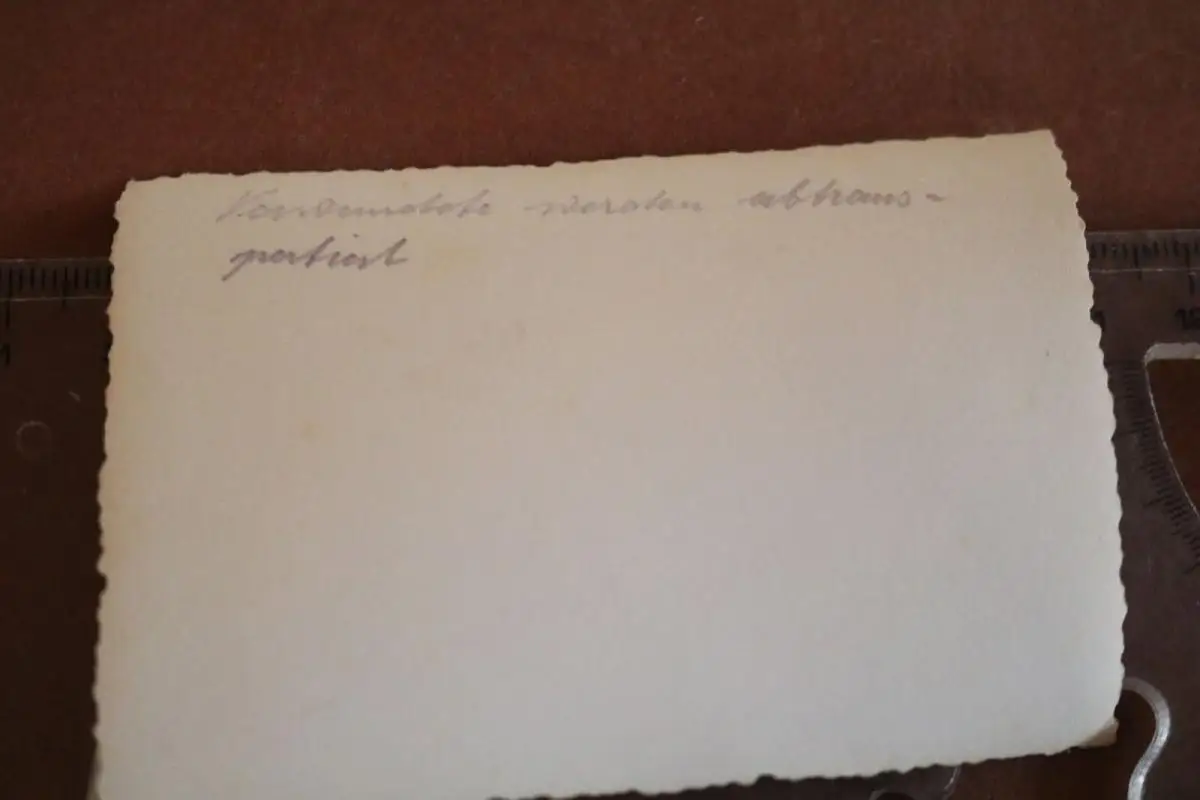 Verwundete werden abtrans-
portiert